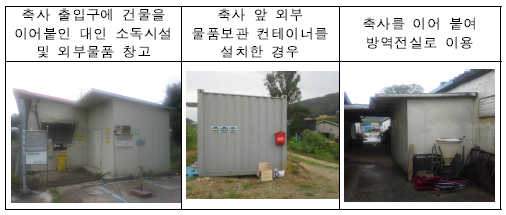 축사 출입구에 건물을
이어붙인 대인 소독시설
및 외부물품 창고
축사 앞 외부
물품보관 컨테이너를
설치한 경우
축사를 이어 붙여
방역전실로 이용